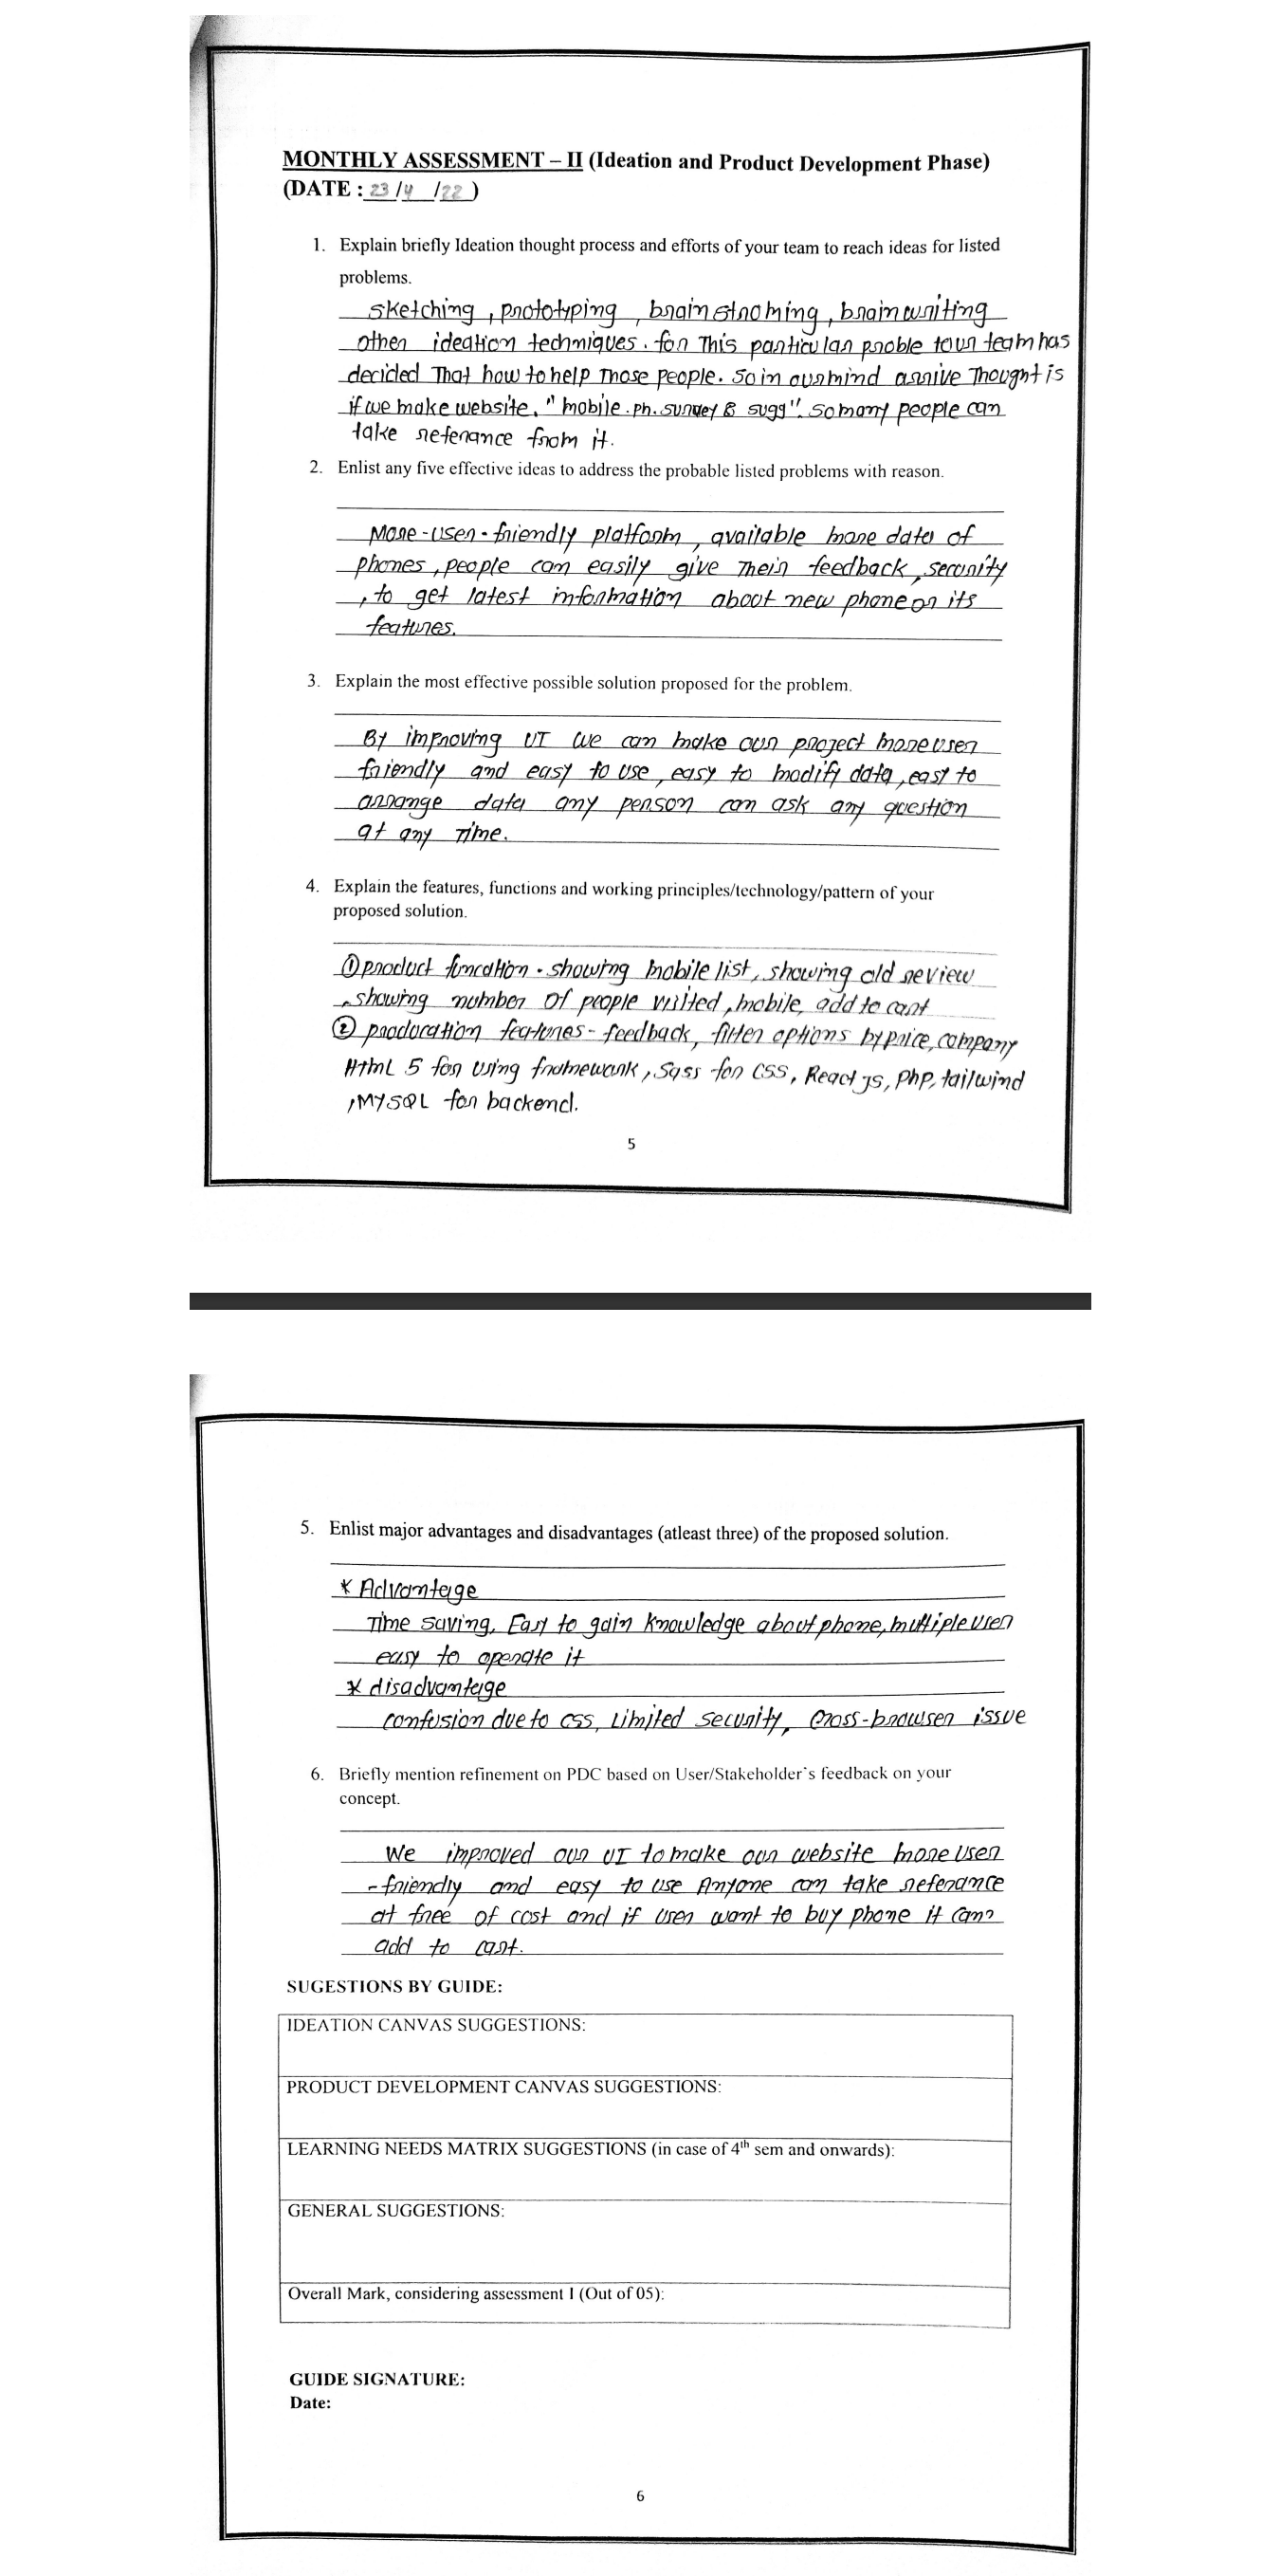 MONTHLY ASSESSMENT – II (Ideation and Product Development Phase)
(DATE : 23 /4 /22 )
1. Explain briefly Ideation thought process and efforts of your team to reach ideas for listed
problems.
sketching , prototyping , brainstroming , brainwriting
other ideation techniques. for This particular proble tour team has
decided That how to help Those people. so in our mind arrive Thought is
if we make website. "mobile. ph. survey & sugg". so many people can
take referance from it.
2. Enlist any five effective ideas to address the probable listed problems with reason.
More-user-friendly platform , available more data of
phones , people can easily give Their feedback , security
, to get latest information about new phone or its
features.
3. Explain the most effective possible solution proposed for the problem.
By improving UI we can make our project more user
friendly and easy to use , easy to modify data , easy to
arrange data any person can ask any question
at any Time.
4. Explain the features, functions and working principles/technology/pattern of your
proposed solution.
① product funcation - showing mobile list, showing old review
, showing number of people visited , mobile, add to cart
② producation features - feedback, filter options by price, company
Html 5 for using framework , Sass for CSS , React js, PHP, tailwind
, MYSQL for backend.
5
5. Enlist major advantages and disadvantages (atleast three) of the proposed solution.
* Advantage
Time saving, Easy to gain knowledge about phone, multiple user
easy to operate it
* disadvantage
confusion due to css, Limited security, Cross-browser issue
6. Briefly mention refinement on PDC based on User/Stakeholder's feedback on your
concept.
We improved our UI to make our website more user
-friendly and easy to use Anyone can take referance
at free of cost and if user want to buy phone it can
add to cart.
SUGESTIONS BY GUIDE:
IDEATION CANVAS SUGGESTIONS:
PRODUCT DEVELOPMENT CANVAS SUGGESTIONS:
LEARNING NEEDS MATRIX SUGGESTIONS (in case of 4th sem and onwards):
GENERAL SUGGESTIONS:
Overall Mark, considering assessment I (Out of 05):
GUIDE SIGNATURE:
Date:
6